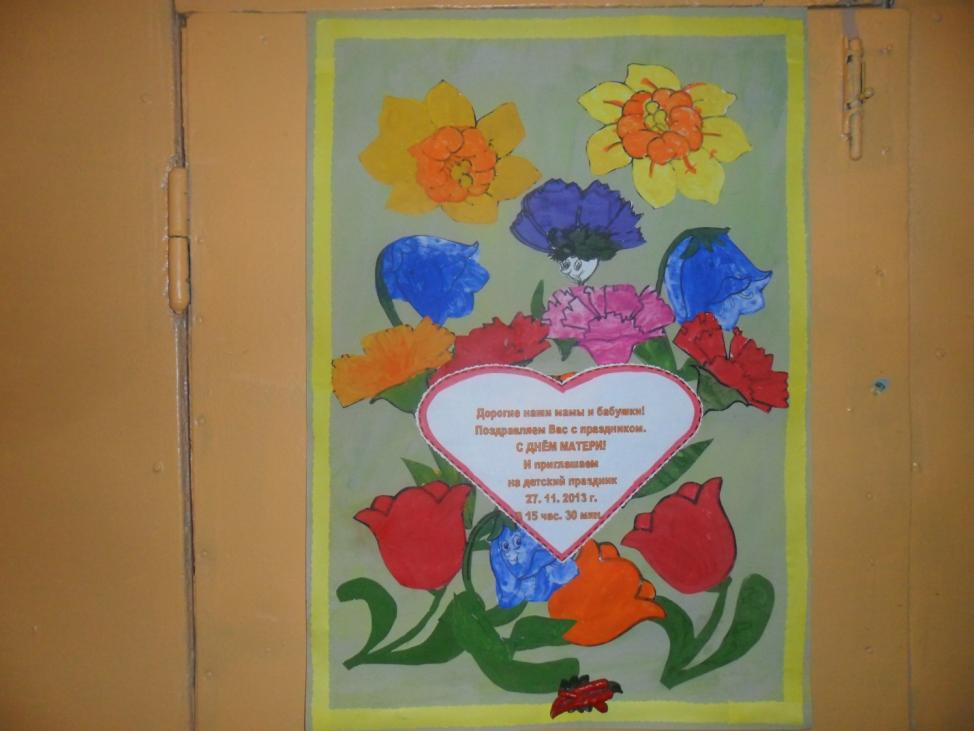 Дорогие наши мамы и бабушки!
Поздравляем Вас с праздником.
С ДНЁМ МАТЕРИ!
И приглашаем
на детский праздник
27. 11. 2013 г.
В 15 час. 30 мин.